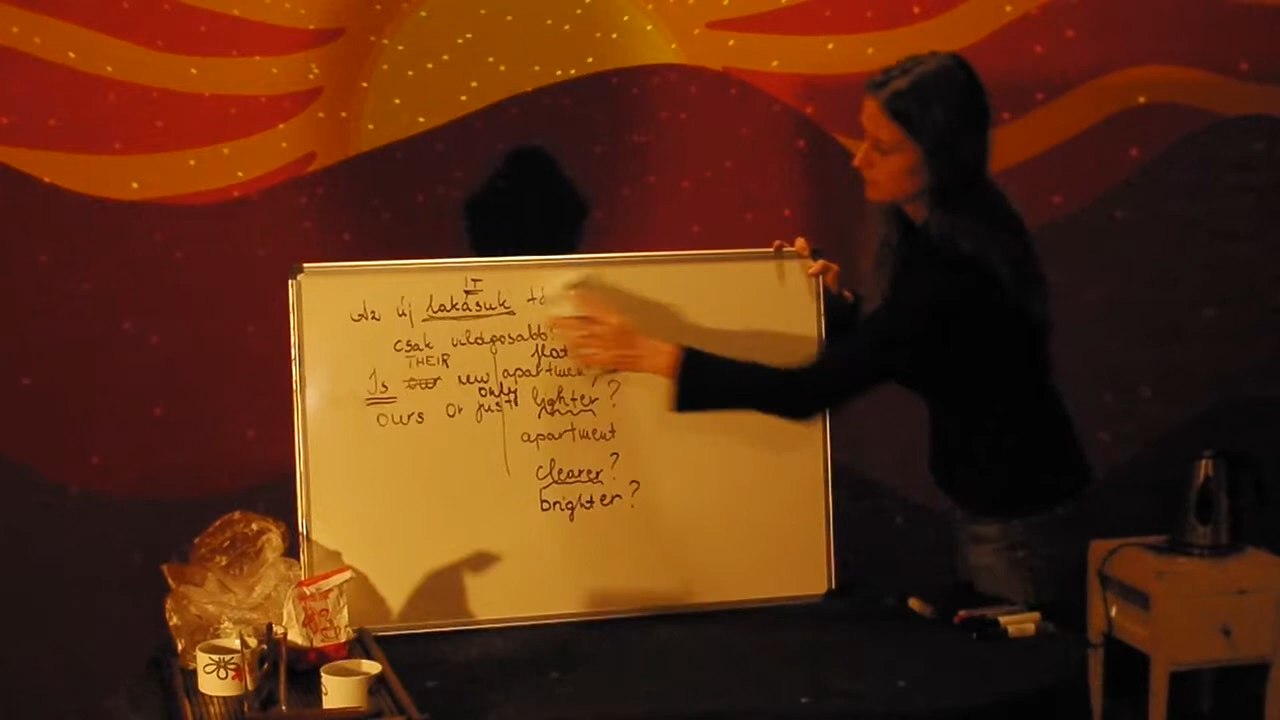 IT
Az új lakásuk
csak világosabb?
THEIR flat
Is our new apartment
only
ours or just lighter?
apartment
clearer?
brighter?